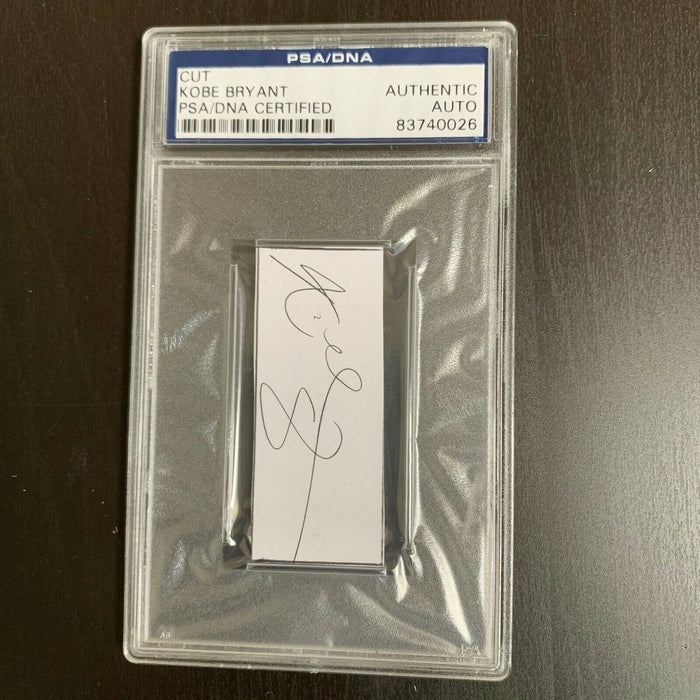 PSA/DNA
CUT
KOBE BRYANT
PSA/DNA CERTIFIED
AUTHENTIC
AUTO
83740026